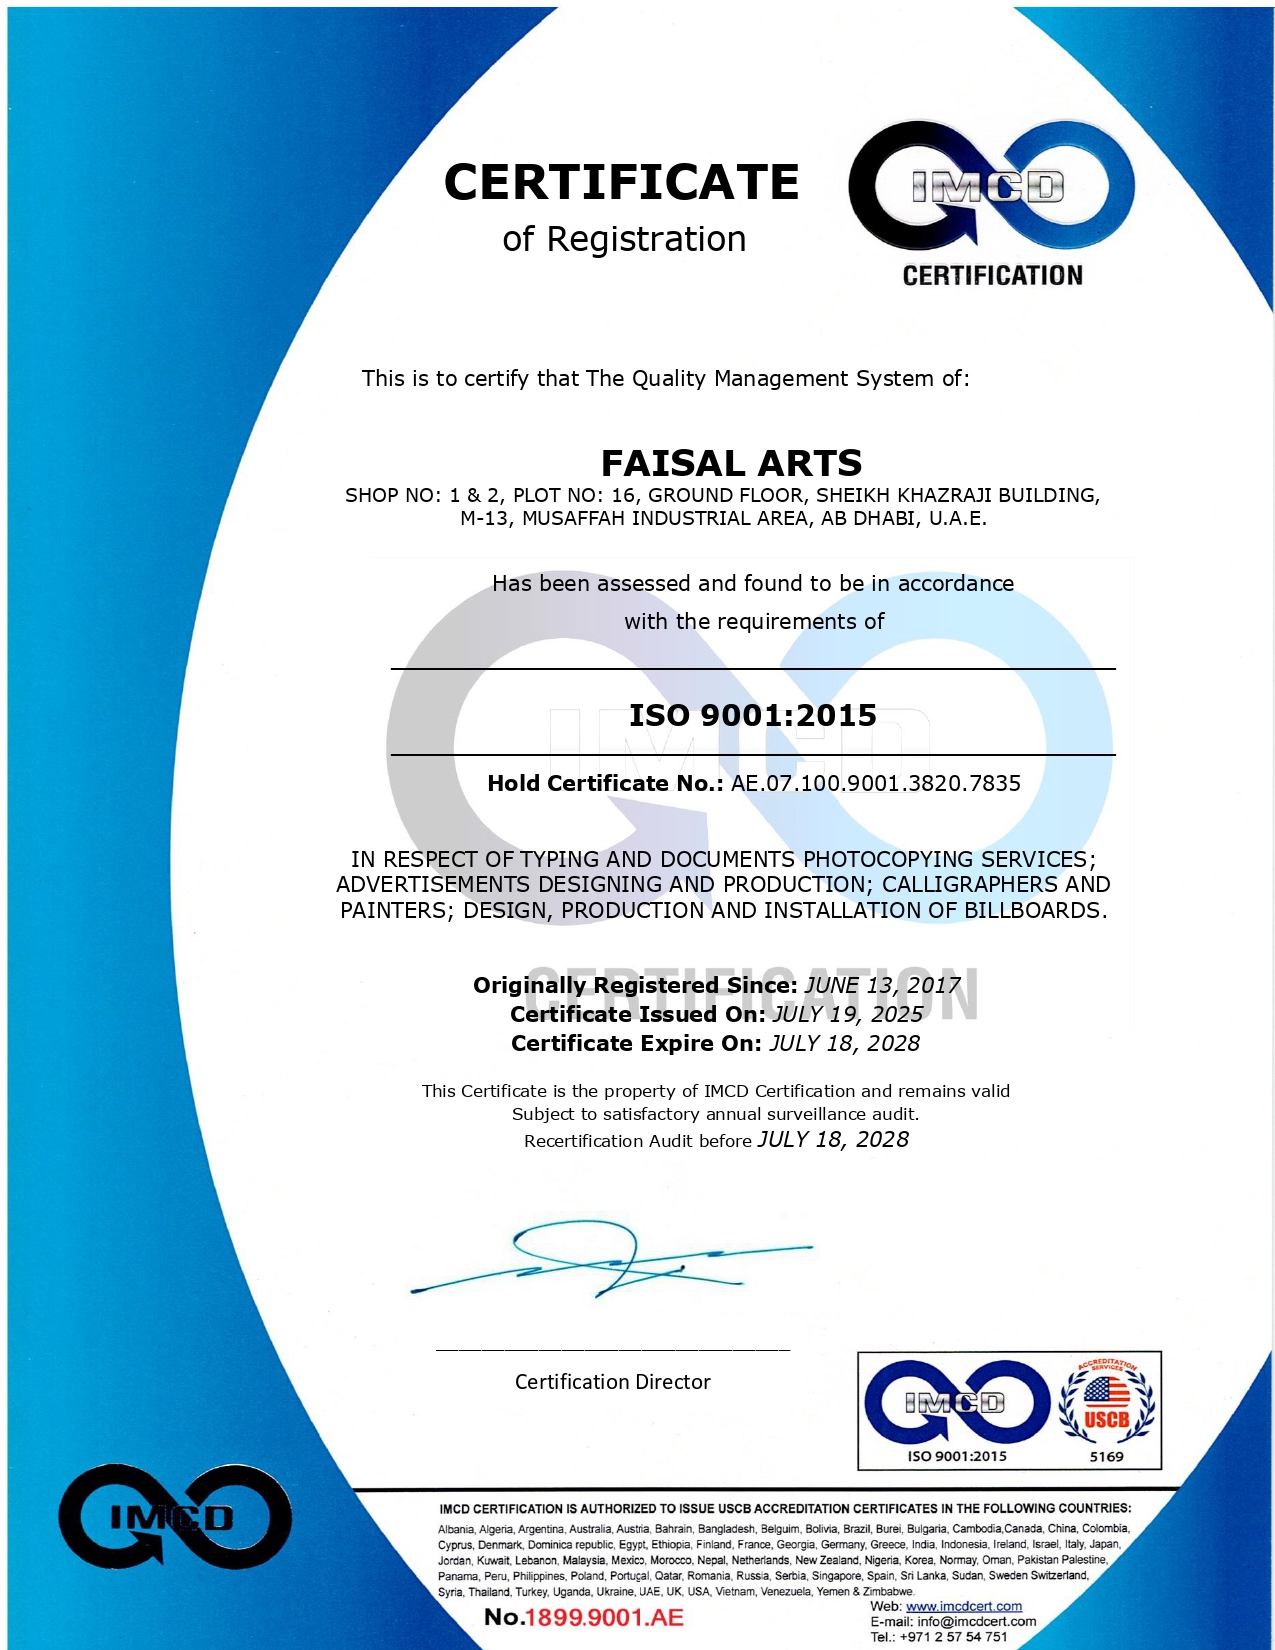 CERTIFICATE
of Registration
IMCD
CERTIFICATION
This is to certify that The Quality Management System of:
FAISAL ARTS
SHOP NO: 1 & 2, PLOT NO: 16, GROUND FLOOR, SHEIKH KHAZRAJI BUILDING,
M-13, MUSAFFAH INDUSTRIAL AREA, AB DHABI, U.A.E.
Has been assessed and found to be in accordance
with the requirements of
ISO 9001:2015
IMCD
Hold Certificate No.: AE.07.100.9001.3820.7835
IN RESPECT OF TYPING AND DOCUMENTS PHOTOCOPYING SERVICES;
ADVERTISEMENTS DESIGNING AND PRODUCTION; CALLIGRAPHERS AND
PAINTERS; DESIGN, PRODUCTION AND INSTALLATION OF BILLBOARDS.
CERTIFICATION
Originally Registered Since: JUNE 13, 2017
Certificate Issued On: JULY 19, 2025
Certificate Expire On: JULY 18, 2028
This Certificate is the property of IMCD Certification and remains valid
Subject to satisfactory annual surveillance audit.
Recertification Audit before JULY 18, 2028
Certification Director
IMCD
ISO 9001:2015
ACCREDITATION
SERVICES
USCB
5169
IMCD
IMCD CERTIFICATION IS AUTHORIZED TO ISSUE USCB ACCREDITATION CERTIFICATES IN THE FOLLOWING COUNTRIES:
Albania, Algeria, Argentina, Australia, Austria, Bahrain, Bangladesh, Belguim, Bolivia, Brazil, Burei, Bulgaria, Cambodia,Canada, China, Colombia,
Cyprus, Denmark, Dominica republic, Egypt, Ethiopia, Finland, France, Georgia, Germany, Greece, India, Indonesia, Ireland, Israel, Italy, Japan,
Jordan, Kuwait, Lebanon, Malaysia, Mexico, Morocco, Nepal, Netherlands, New Zealand, Nigeria, Korea, Normay, Oman, Pakistan Palestine,
Panama, Peru, Philippines, Poland, Portugal, Qatar, Romania, Russia, Serbia, Singapore, Spain, Sri Lanka, Sudan, Sweden Switzerland,
Syria, Thailand, Turkey, Uganda, Ukraine, UAE, UK, USA, Vietnam, Venezuela, Yemen & Zimbabwe.
No.1899.9001.AE
Web: www.imcdcert.com
E-mail: info@imcdcert.com
Tel.: +971 2 57 54 751